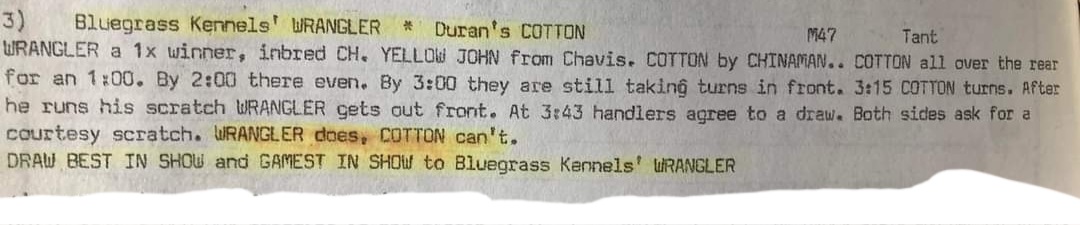 3) Bluegrass Kennels' WRANGLER * Duran's COTTON M47 Tant
WRANGLER a 1x winner, inbred CH. YELLOW JOHN from Chavis. COTTON by CHINAMAN.. COTTON all over the rear
for an 1:00. By 2:00 there even. By 3:00 they are still taking turns in front. 3:15 COTTON turns. After
he runs his scratch WRANGLER gets out front. At 3:43 handlers agree to a draw. Both sides ask for a
courtesy scratch. WRANGLER does, COTTON can't.
DRAW BEST IN SHOW and GAMEST IN SHOW to Bluegrass Kennels' WRANGLER